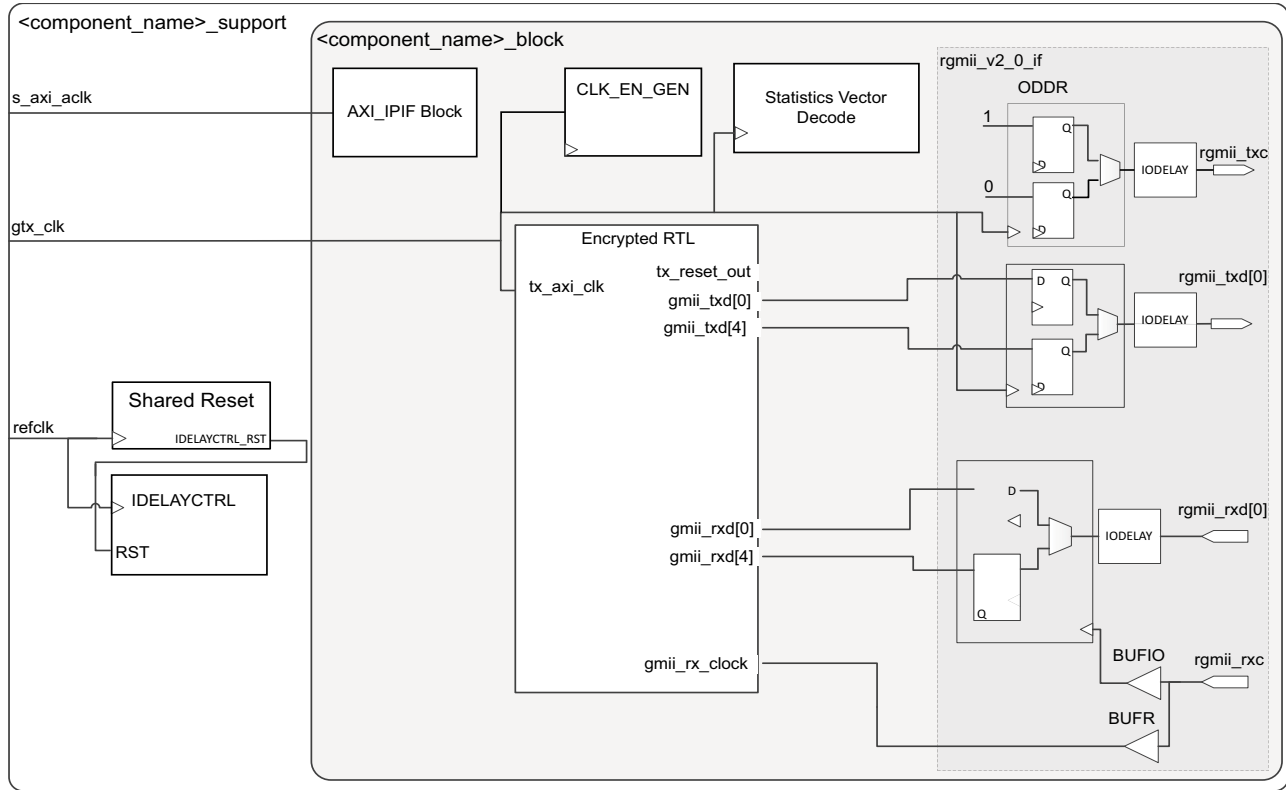 <component_name>_support
<component_name>_block
rgmii_v2_0_if
s_axi_aclk
AXI_IPIF Block
CLK_EN_GEN
Statistics Vector
Decode
ODDR
1
Q
D
0
Q
D
IODELAY
rgmii_txc
gtx_clk
Encrypted RTL
tx_axi_clk
tx_reset_out
gmii_txd[0]
gmii_txd[4]
D
Q
Q
D
IODELAY
rgmii_txd[0]
refclk
Shared Reset
IDELAYCTRL_RST
IDELAYCTRL
RST
gmii_rxd[0]
gmii_rxd[4]
D
Q
IODELAY
rgmii_rxd[0]
gmii_rx_clock
BUFIO
rgmii_rxc
BUFR